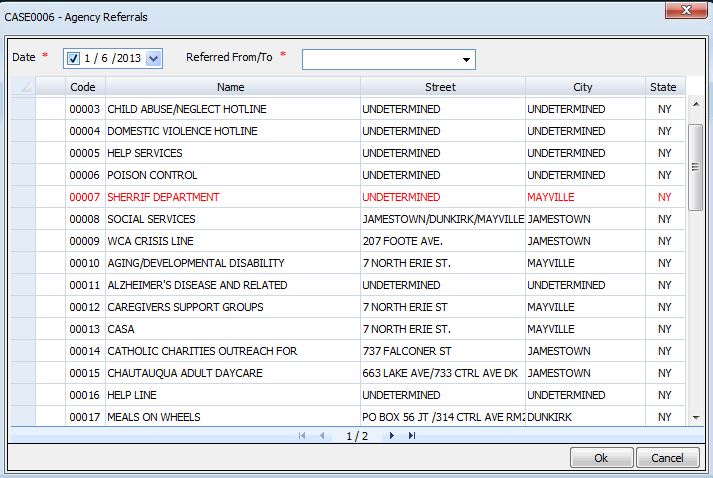 CASE0006 - Agency Referrals
Date * 1 / 6 /2013 Referred From/To *
Code Name Street City State
00003 CHILD ABUSE/NEGLECT HOTLINE UNDETERMINED UNDETERMINED NY
00004 DOMESTIC VIOLENCE HOTLINE UNDETERMINED UNDETERMINED NY
00005 HELP SERVICES UNDETERMINED UNDETERMINED NY
00006 POISON CONTROL UNDETERMINED UNDETERMINED NY
00007 SHERRIF DEPARTMENT UNDETERMINED MAYVILLE NY
00008 SOCIAL SERVICES JAMESTOWN/DUNKIRK/MAYVILLE JAMESTOWN NY
00009 WCA CRISIS LINE 207 FOOTE AVE. JAMESTOWN NY
00010 AGING/DEVELOPMENTAL DISABILITY 7 NORTH ERIE ST. MAYVILLE NY
00011 ALZHEIMER'S DISEASE AND RELATED UNDETERMINED UNDETERMINED NY
00012 CAREGIVERS SUPPORT GROUPS 7 NORTH ERIE ST MAYVILLE NY
00013 CASA 7 NORTH ERIE ST. MAYVILLE NY
00014 CATHOLIC CHARITIES OUTREACH FOR 737 FALCONER ST JAMESTOWN NY
00015 CHAUTAUQUA ADULT DAYCARE 663 LAKE AVE/733 CTRL AVE DK JAMESTOWN NY
00016 HELP LINE UNDETERMINED UNDETERMINED NY
00017 MEALS ON WHEELS PO BOX 56 JT /314 CTRL AVE RM2 DUNKIRK NY
1 / 2
Ok Cancel